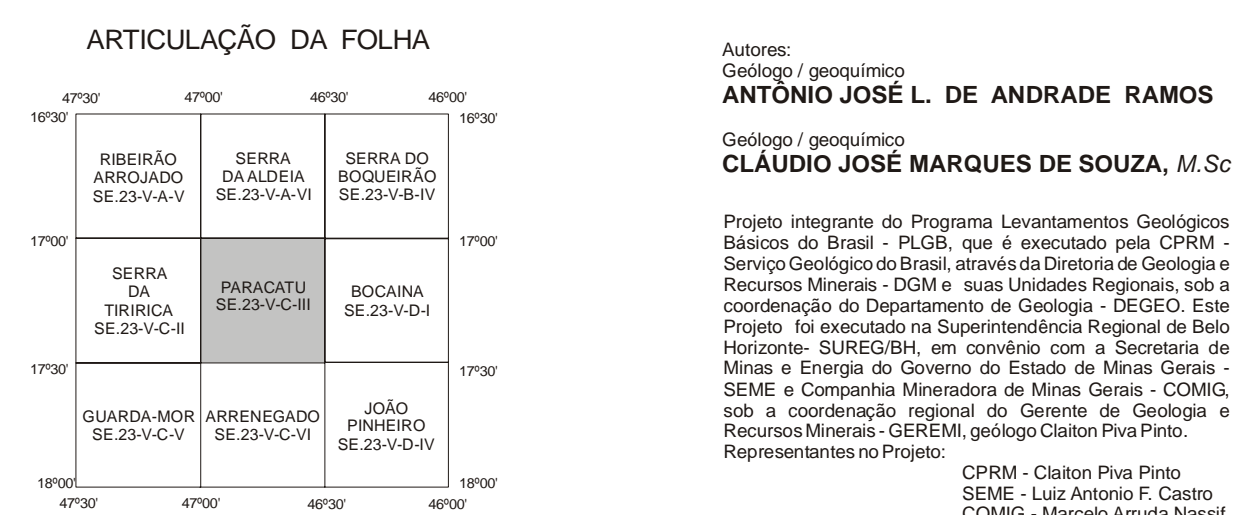 ARTICULAÇÃO DA FOLHA
47º30' 47º00' 46º30' 46º00'
16º30' 16º30'
RIBEIRÃO
ARROJADO
SE.23-V-A-V
SERRA
DA ALDEIA
SE.23-V-A-VI
SERRA DO
BOQUEIRÃO
SE.23-V-B-IV
17º00' 17º00'
SERRA
DA
TIRIRICA
SE.23-V-C-II
PARACATU
SE.23-V-C-III
BOCAINA
SE.23-V-D-I
17º30' 17º30'
GUARDA-MOR
SE.23-V-C-V
ARRENEGADO
SE.23-V-C-VI
JOÃO
PINHEIRO
SE.23-V-D-IV
18º00' 18º00'
47º30' 47º00' 46º30' 46º00'
Autores:
Geólogo / geoquímico
ANTÔNIO JOSÉ L. DE ANDRADE RAMOS
Geólogo / geoquímico
CLÁUDIO JOSÉ MARQUES DE SOUZA, M.Sc
Projeto integrante do Programa Levantamentos Geológicos
Básicos do Brasil - PLGB, que é executado pela CPRM -
Serviço Geológico do Brasil, através da Diretoria de Geologia e
Recursos Minerais - DGM e suas Unidades Regionais, sob a
coordenação do Departamento de Geologia - DEGEO. Este
Projeto foi executado na Superintendência Regional de Belo
Horizonte- SUREG/BH, em convênio com a Secretaria de
Minas e Energia do Governo do Estado de Minas Gerais -
SEME e Companhia Mineradora de Minas Gerais - COMIG,
sob a coordenação regional do Gerente de Geologia e
Recursos Minerais - GEREMI, geólogo Claiton Piva Pinto.
Representantes no Projeto:
CPRM - Claiton Piva Pinto
SEME - Luiz Antonio F. Castro
COMIG - Marcelo Arruda Nassif